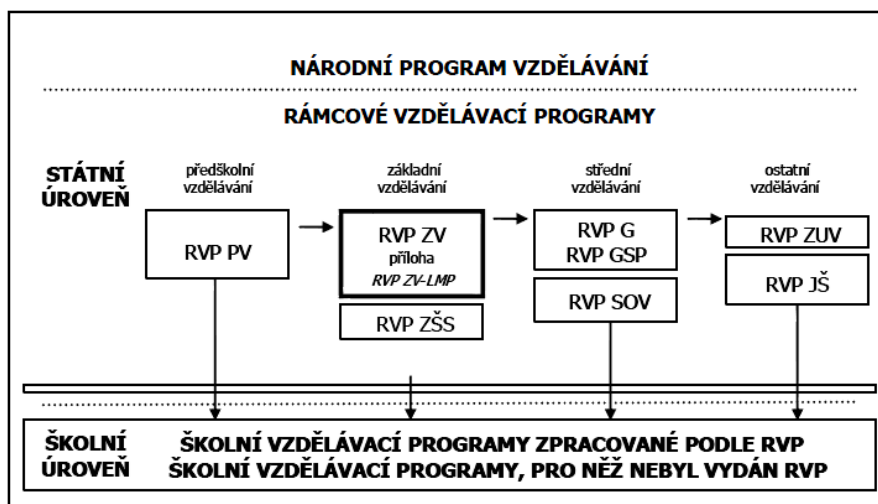 NÁRODNÍ PROGRAM VZDĚLÁVÁNÍ
RÁMCOVÉ VZDĚLÁVACÍ PROGRAMY
STÁTNÍ
ÚROVEŇ
předškolní
vzdělávání
základní
vzdělávání
střední
vzdělávání
ostatní
vzdělávání
RVP PV
RVP ZV
příloha
RVP ZV-LMP
RVP ZŠS
RVP G
RVP GSP
RVP SOV
RVP ZUV
RVP JŠ
ŠKOLNÍ
ÚROVEŇ
ŠKOLNÍ VZDĚLÁVACÍ PROGRAMY ZPRACOVANÉ PODLE RVP
ŠKOLNÍ VZDĚLÁVACÍ PROGRAMY, PRO NĚŽ NEBYL VYDÁN RVP